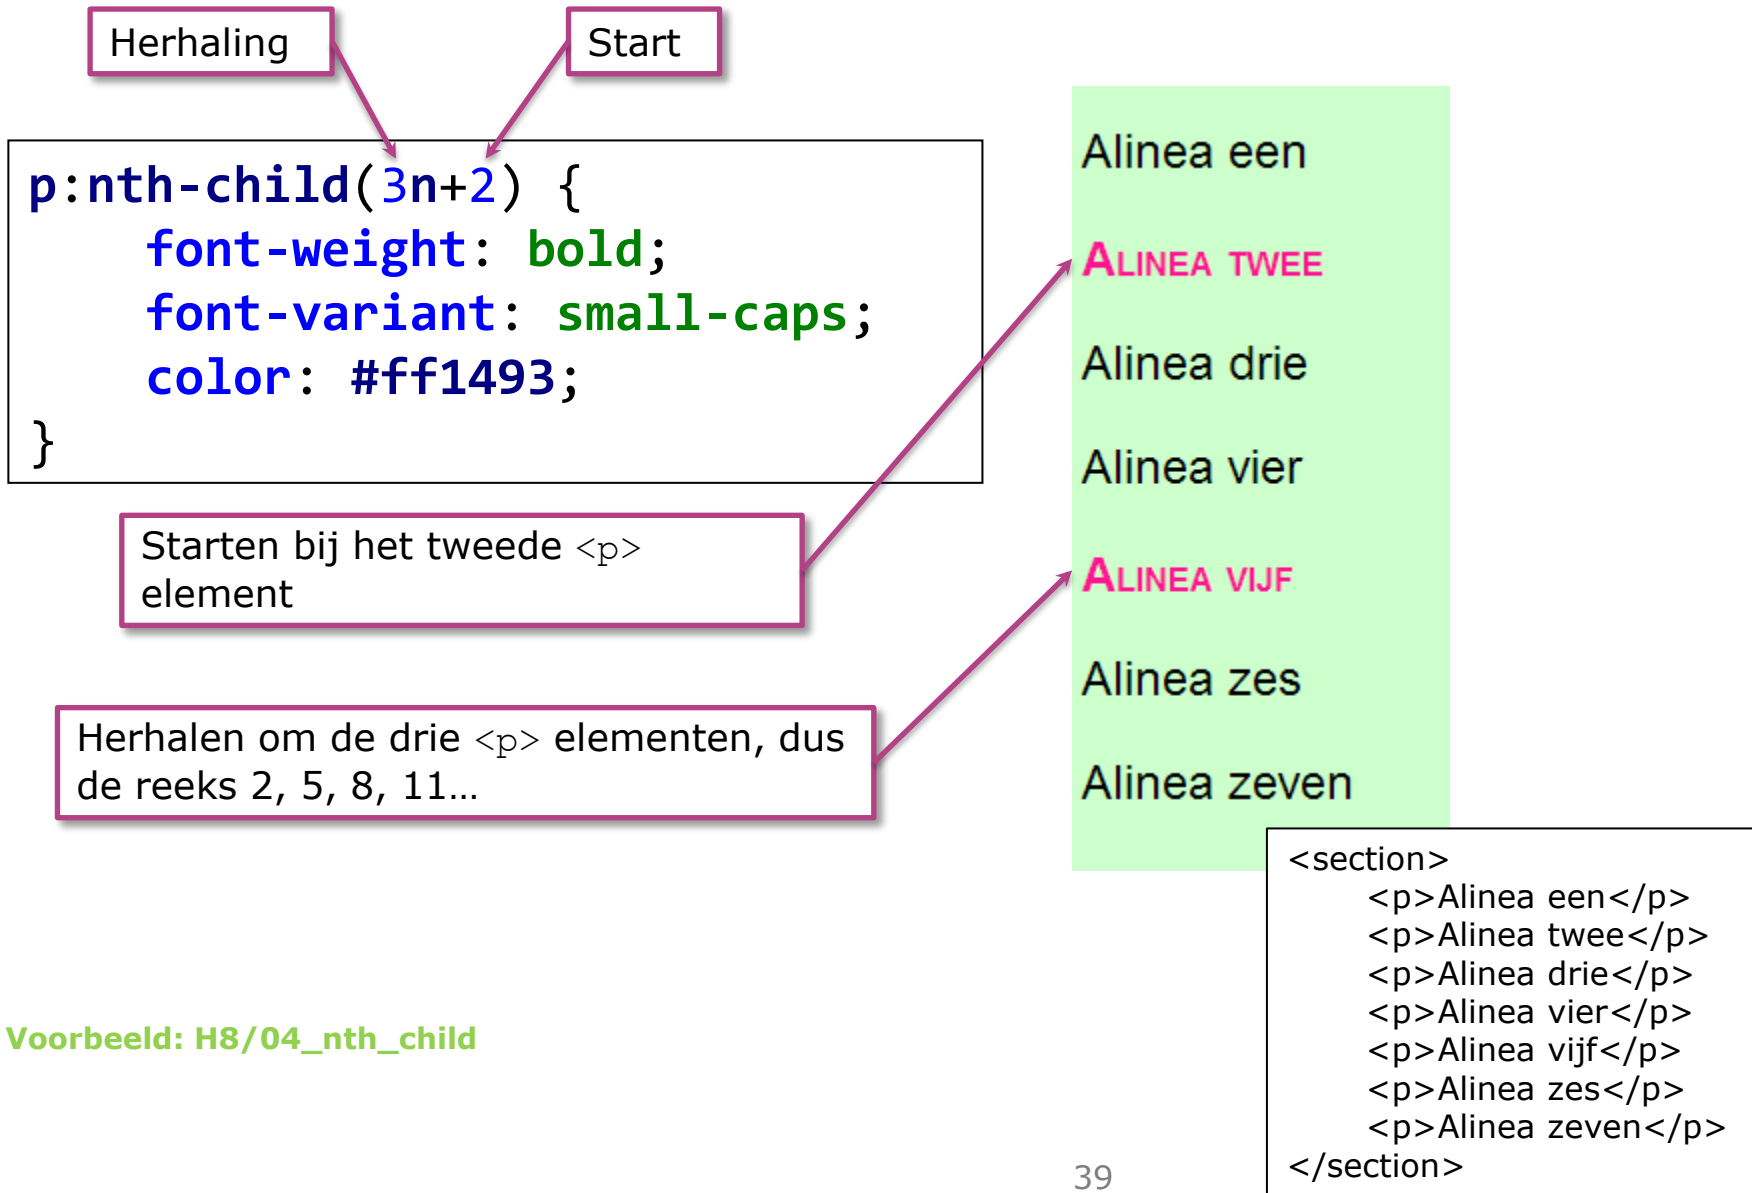 Herhaling
Start
p:nth-child(3n+2) {
    font-weight: bold;
    font-variant: small-caps;
    color: #ff1493;
}
Starten bij het tweede <p>
element
Herhalen om de drie <p> elementen, dus
de reeks 2, 5, 8, 11…
Alinea een
ALINEA TWEE
Alinea drie
Alinea vier
ALINEA VIJF
Alinea zes
Alinea zeven
<section>
    <p>Alinea een</p>
    <p>Alinea twee</p>
    <p>Alinea drie</p>
    <p>Alinea vier</p>
    <p>Alinea vijf</p>
    <p>Alinea zes</p>
    <p>Alinea zeven</p>
</section>
Voorbeeld: H8/04_nth_child
39